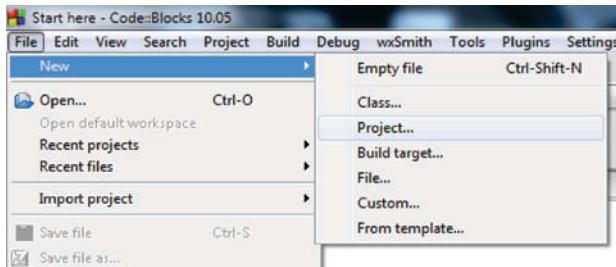 Start here - Code::Blocks 10.05
File Edit View Search Project Build Debug wxSmith Tools Plugins Settings
New
Open... Ctrl-O
Open default workspace
Recent projects
Recent files
Import project
Save file Ctrl-S
Save file as...
Empty file Ctrl-Shift-N
Class...
Project...
Build target...
File...
Custom...
From template...